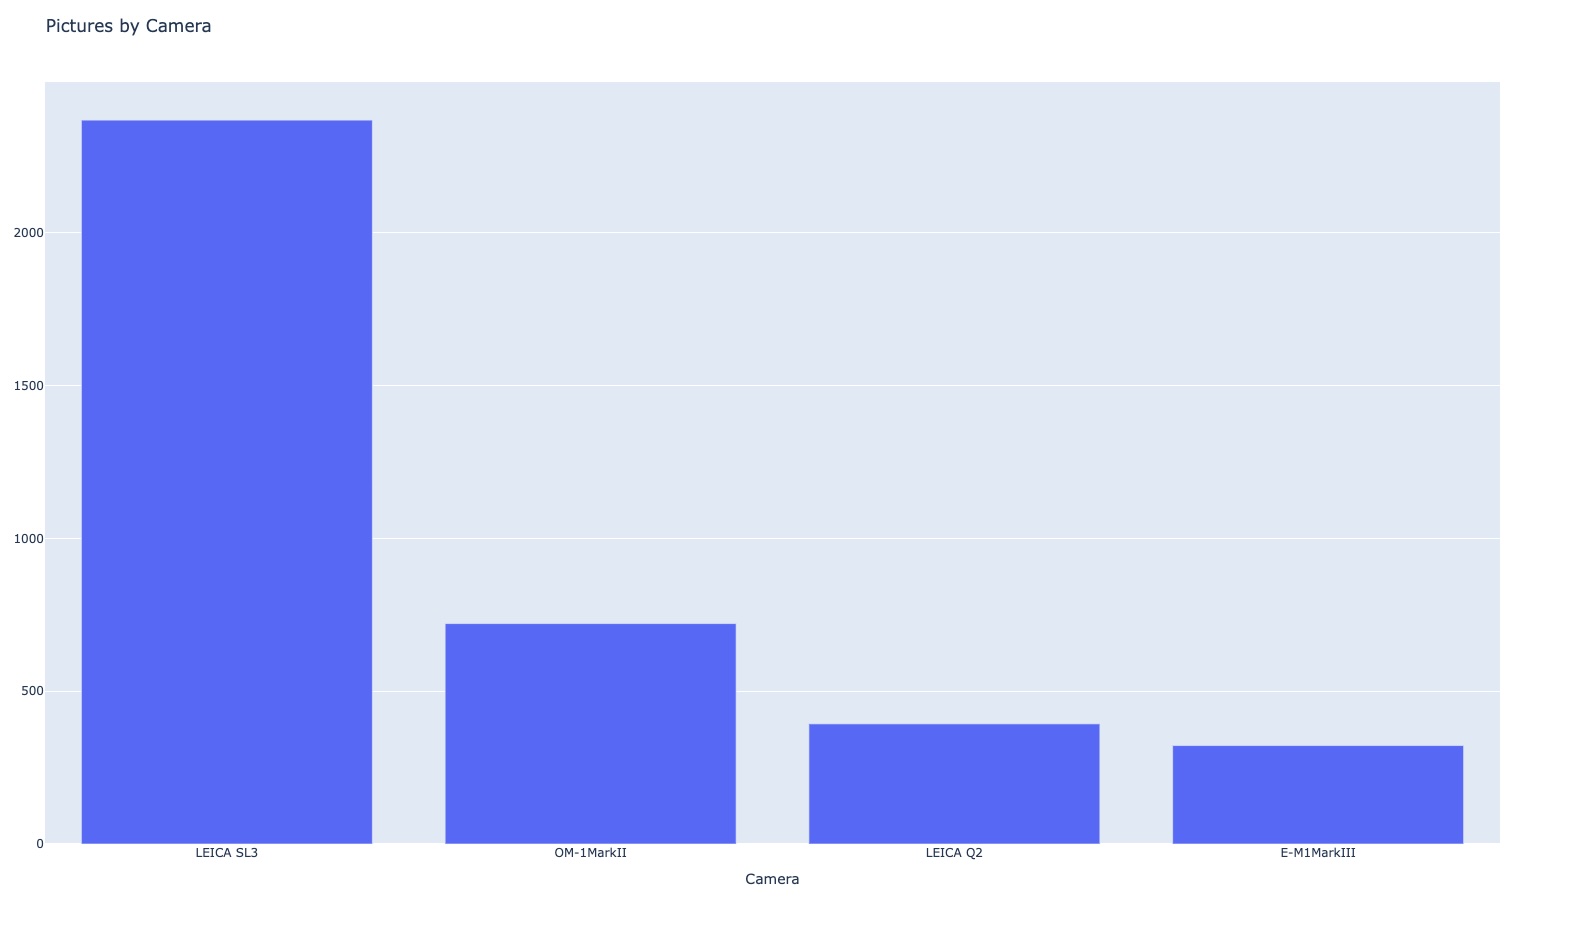 Pictures by Camera
2000
1500
1000
500
0
LEICA SL3
OM-1MarkII
LEICA Q2
E-M1MarkIII
Camera